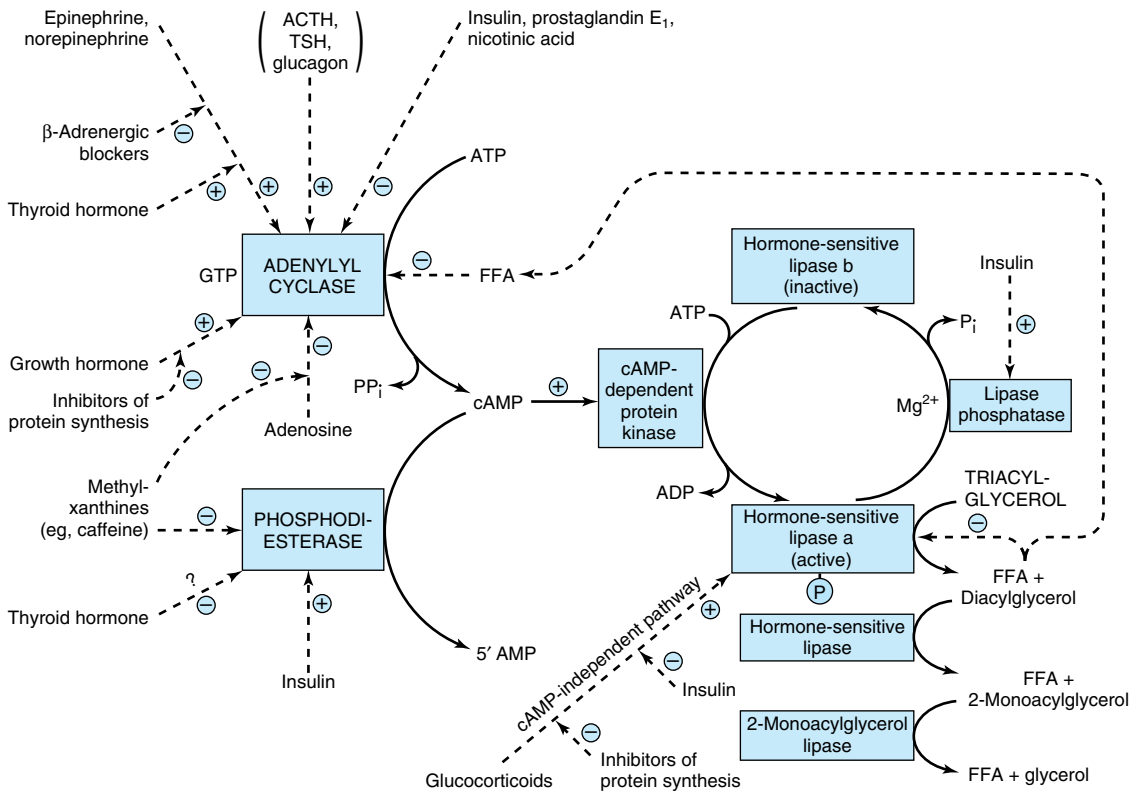 Epinephrine,
norepinephrine
ACTH,
TSH,
glucagon
Insulin, prostaglandin E1,
nicotinic acid
β-Adrenergic
blockers
−
Thyroid hormone
+
+
+
−
ATP
GTP
ADENYLYL
CYCLASE
−
FFA
Growth hormone
+
Inhibitors of
protein synthesis
−
−
−
Adenosine
PPi
cAMP
+
Methyl-
xanthines
(eg, caffeine)
−
PHOSPHODI-
ESTERASE
Thyroid hormone
?
−
+
Insulin
5′ AMP
Hormone-sensitive
lipase b
(inactive)
ATP
cAMP-
dependent
protein
kinase
ADP
Pi
Mg2+
Insulin
+
Lipase
phosphatase
Hormone-sensitive
lipase a
(active)
P
TRIACYL-
GLYCEROL
−
FFA +
Diacylglycerol
Hormone-sensitive
lipase
FFA +
2-Monoacylglycerol
2-Monoacylglycerol
lipase
FFA + glycerol
cAMP-independent pathway
+
−
Insulin
−
Inhibitors of
protein synthesis
Glucocorticoids